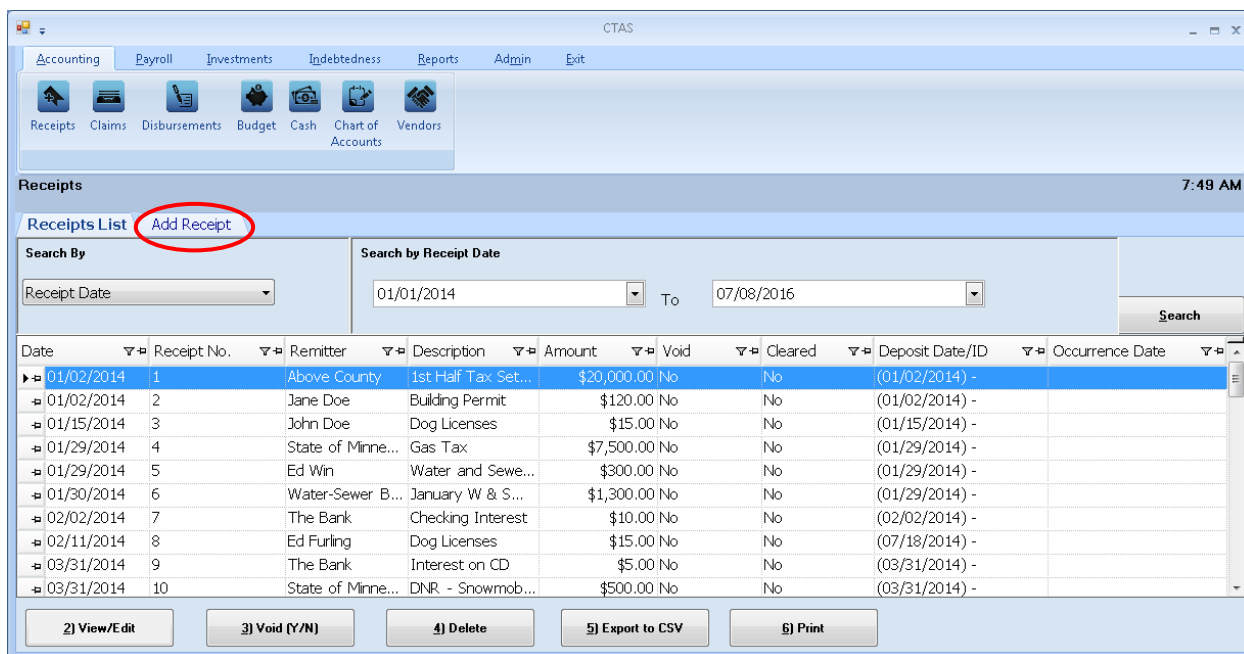 CTAS
Accounting Payroll Investments Indebtedness Reports Admin Exit
Receipts Claims Disbursements Budget Cash Chart of Accounts Vendors
Receipts 7:49 AM
Receipts List Add Receipt
Search By Search by Receipt Date
Receipt Date 01/01/2014 To 07/08/2016
Search
Date Receipt No. Remitter Description Amount Void Cleared Deposit Date/ID Occurrence Date
01/02/2014 1 Above County 1st Half Tax Set... $20,000.00 No No (01/02/2014) -
01/02/2014 2 Jane Doe Building Permit $120.00 No No (01/02/2014) -
01/15/2014 3 John Doe Dog Licenses $15.00 No No (01/15/2014) -
01/29/2014 4 State of Minne... Gas Tax $7,500.00 No No (01/29/2014) -
01/29/2014 5 Ed Win Water and Sewe... $300.00 No No (01/29/2014) -
01/30/2014 6 Water-Sewer B... January W & S... $1,300.00 No No (01/29/2014) -
02/02/2014 7 The Bank Checking Interest $10.00 No No (02/02/2014) -
02/11/2014 8 Ed Furling Dog Licenses $15.00 No No (07/18/2014) -
03/31/2014 9 The Bank Interest on CD $5.00 No No (03/31/2014) -
03/31/2014 10 State of Minne... DNR - Snowmob... $500.00 No No (03/31/2014) -
2) View/Edit 3) Void (Y/N) 4) Delete 5) Export to CSV 6) Print